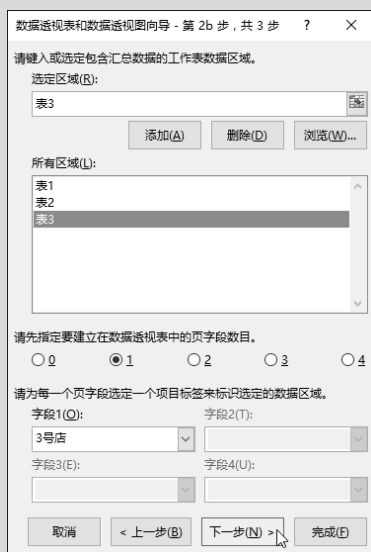 数据透视表和数据透视图向导 - 第 2b 步，共 3 步 ? ×
请键入或选定包含汇总数据的工作表数据区域。
选定区域(R):
表3
添加(A) 删除(D) 浏览(W)...
所有区域(L):
表1
表2
表3
请先指定要建立在数据透视表中的页字段数目。
0 1 2 3 4
请为每一个页字段选定一个项目标签来标识选定的数据区域。
字段1(O): 字段2(T):
3号店
字段3(E): 字段4(U):
取消 < 上一步(B) 下一步(N) > 完成(F)